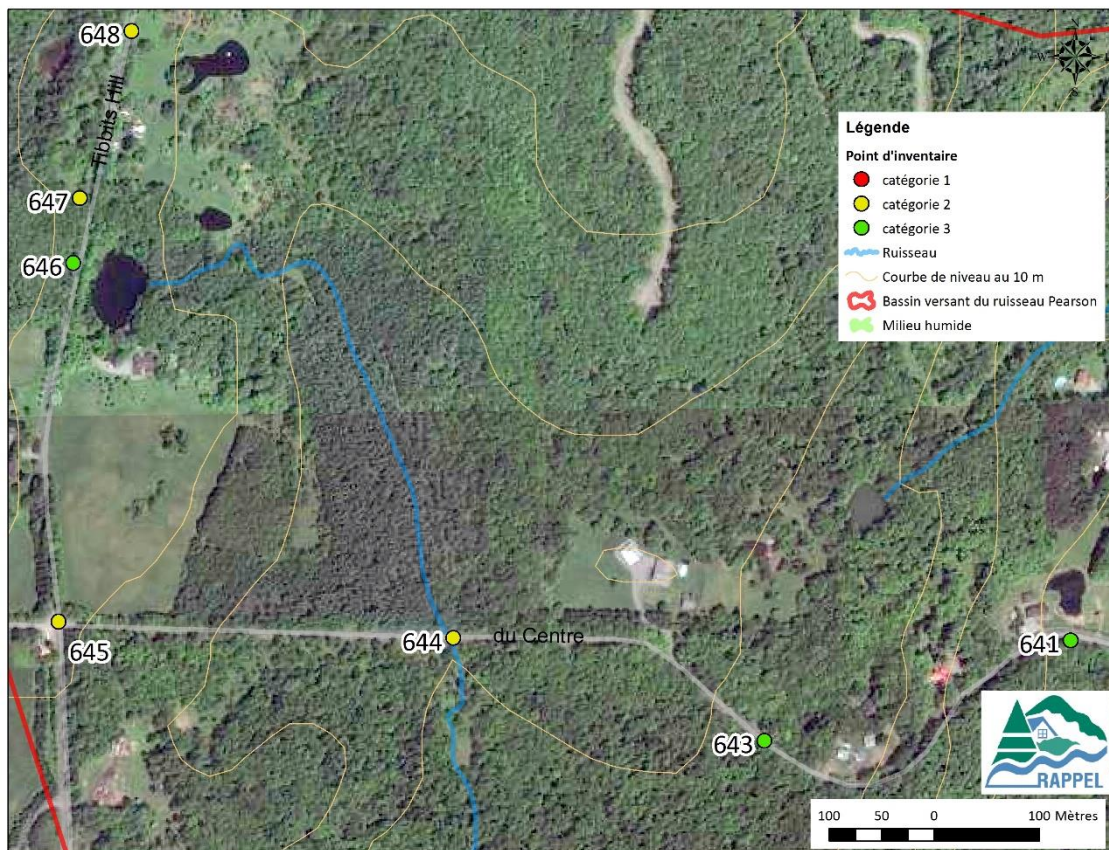 648
Tibbits Hill
647
646
645
644
du Centre
643
641
N
W
Légende
Point d'inventaire
catégorie 1
catégorie 2
catégorie 3
Ruisseau
Courbe de niveau au 10 m
Bassin versant du ruisseau Pearson
Milieu humide
RAPPEL
100 50 0 100 Mètres